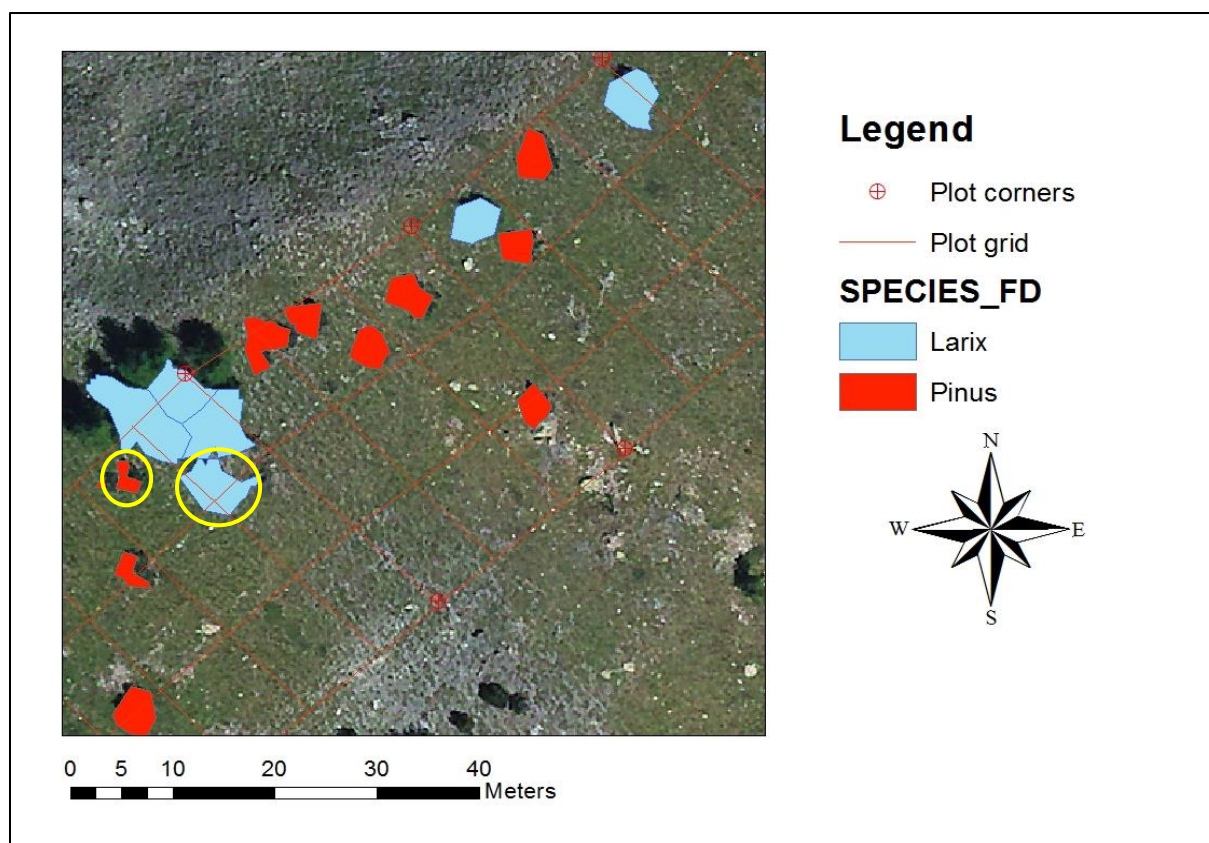 Legend
Plot corners
Plot grid
SPECIES_FD
Larix
Pinus
N
W E
S
0 5 10 20 30 40
Meters